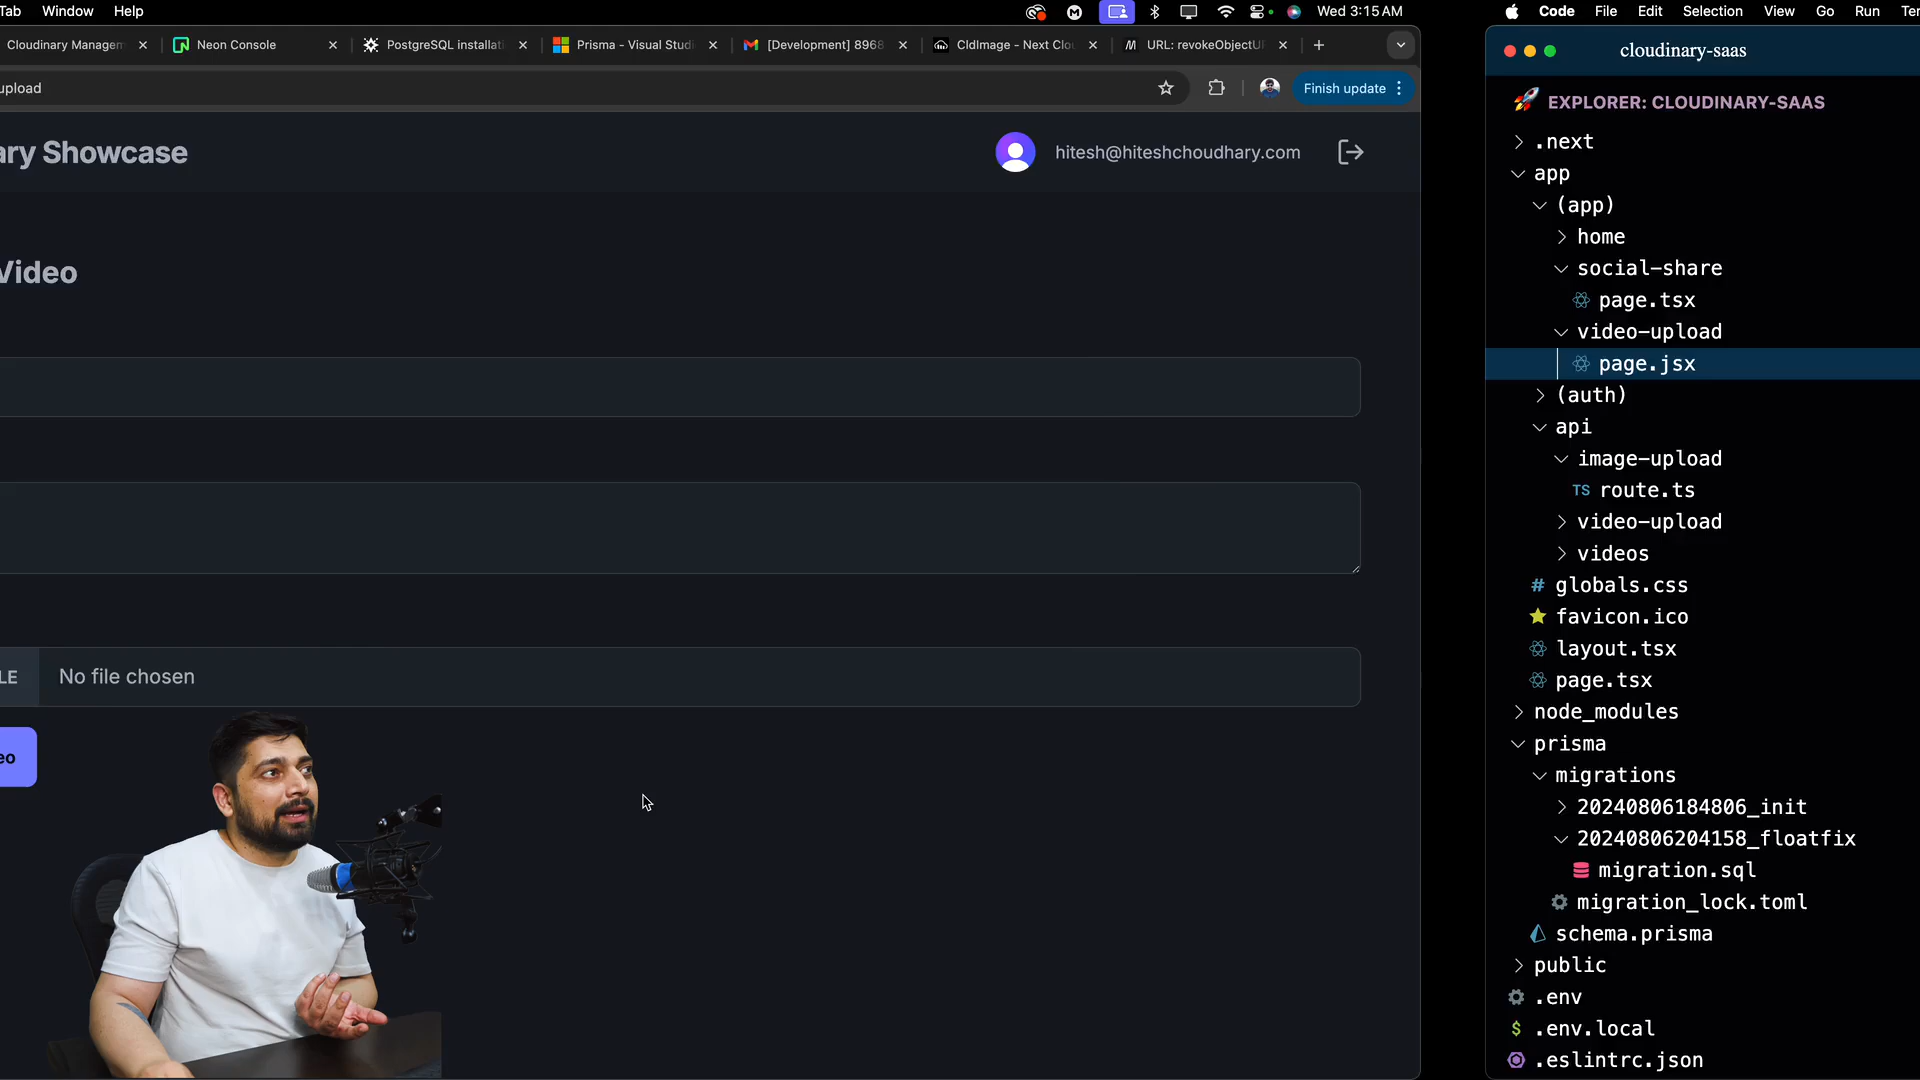 Tab Window Help
Wed 3:15 AM
Cloudinary Managem
Neon Console
PostgreSQL installat
Prisma - Visual Studi
[Development] 8968
CldImage - Next Clou
URL: revokeObjectUR
upload
Finish update
ary Showcase
hitesh@hiteshchoudhary.com
Video
LE No file chosen
eo
Code File Edit Selection View Go Run Ter
cloudinary-saas
EXPLORER: CLOUDINARY-SAAS
.next
app
(app)
home
social-share
page.tsx
video-upload
page.jsx
(auth)
api
image-upload
TS route.ts
video-upload
videos
# globals.css
favicon.ico
layout.tsx
page.tsx
node_modules
prisma
migrations
20240806184806_init
20240806204158_floatfix
migration.sql
migration_lock.toml
schema.prisma
public
.env
$ .env.local
.eslintrc.json